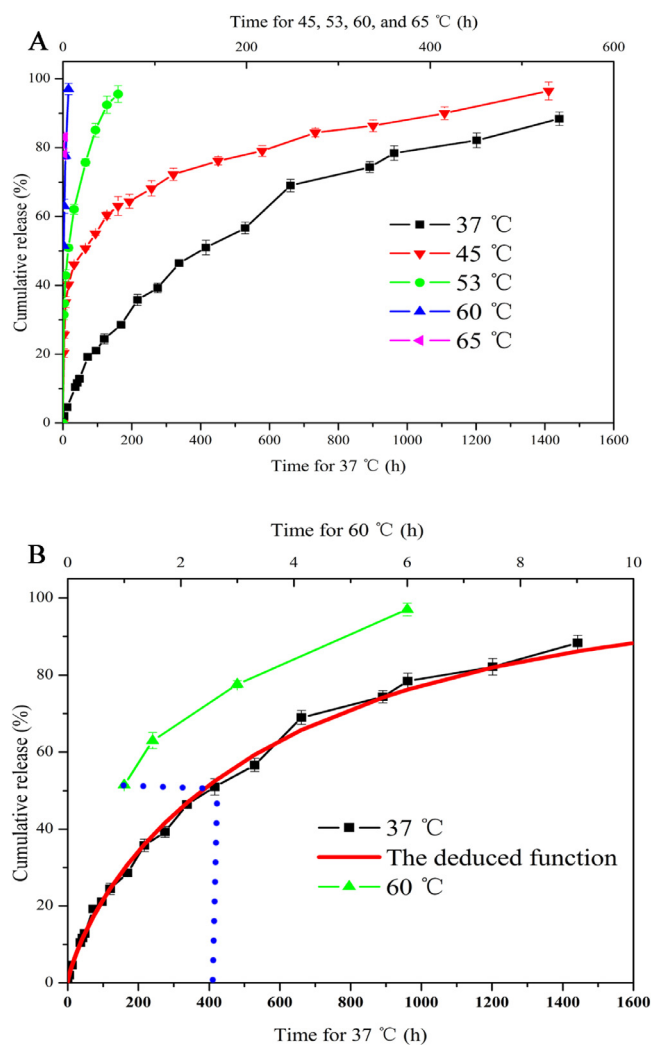 Time for 45, 53, 60, and 65 ℃ (h)
A
0 200 400 600
100
80
60
40
20
0
Cumulative release (%)
37 ℃
45 ℃
53 ℃
60 ℃
65 ℃
0 200 400 600 800 1000 1200 1400 1600
Time for 37 ℃ (h)
Time for 60 ℃ (h)
B
0 2 4 6 8 10
100
80
60
40
20
0
Cumulative release (%)
37 ℃
The deduced function
60 ℃
0 200 400 600 800 1000 1200 1400 1600
Time for 37 ℃ (h)